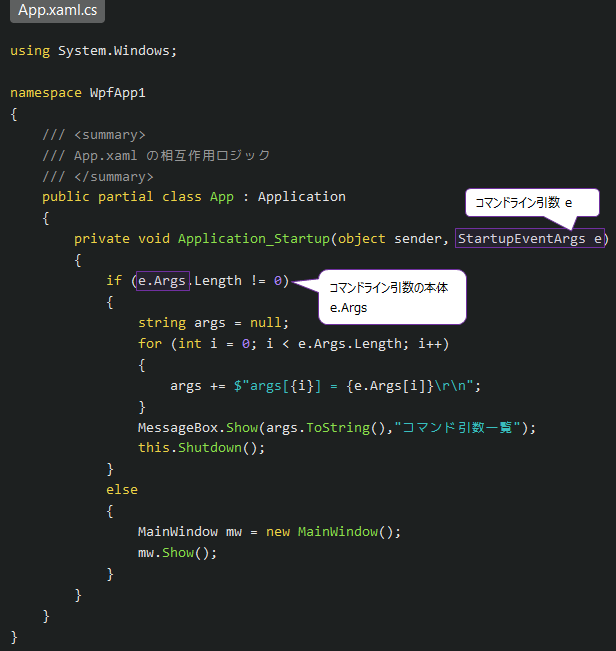 App.xaml.cs
using System.Windows;
namespace WpfApp1
{
    /// <summary>
    /// App.xaml の相互作用ロジック
    /// </summary>
    public partial class App : Application
    {
コマンドライン引数 e
        private void Application_Startup(object sender, StartupEventArgs e)
        {
            if (e.Args.Length != 0)
コマンドライン引数の本体
e.Args
            {
                string args = null;
                for (int i = 0; i < e.Args.Length; i++)
                {
                    args += $"args[{i}] = {e.Args[i]}\r\n";
                }
                MessageBox.Show(args.ToString(),"コマンド引数一覧");
                this.Shutdown();
            }
            else
            {
                MainWindow mw = new MainWindow();
                mw.Show();
            }
        }
    }
}